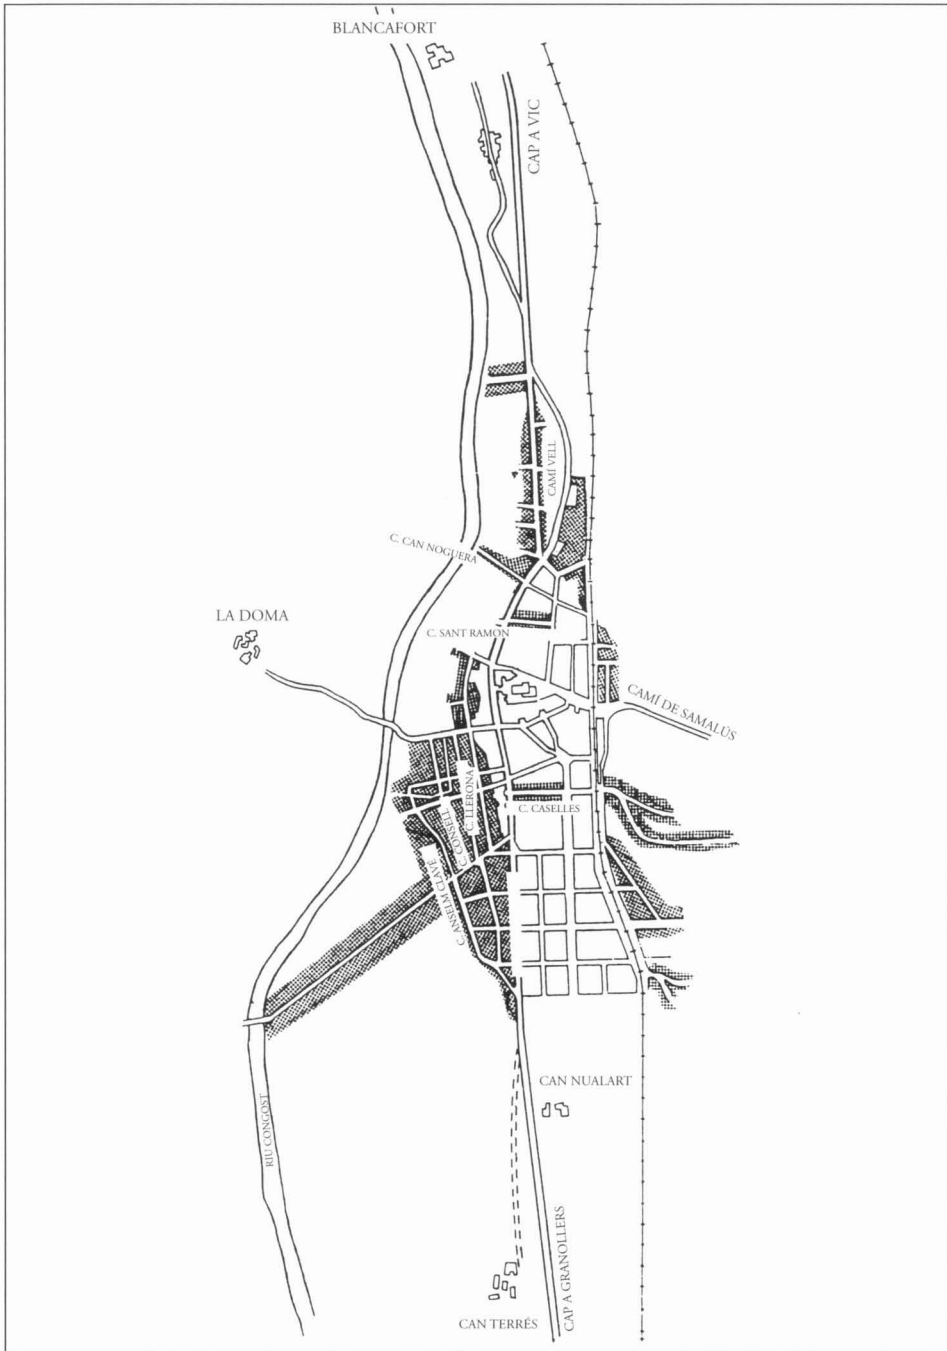 BLANCAFORT
CAP A VIC
CAMÍ VELL
C. CAN NOGUERA
LA DOMA
C. SANT RAMON
CAMÍ DE SAMALÚS
C. LLERONA
C. CASELLES
C. CONSELL
C. ANSELM CLAVÉ
CAN NUALART
RIU CONGOST
CAP A GRANOLLERS
CAN TERRÉS